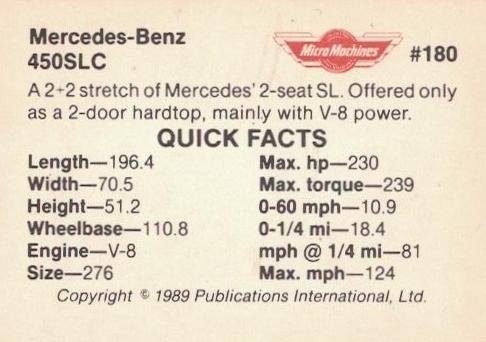 Mercedes-Benz
450SLC
Micro Machines
#180
A 2+2 stretch of Mercedes' 2-seat SL. Offered only
as a 2-door hardtop, mainly with V-8 power.
QUICK FACTS
Length—196.4
Width—70.5
Height—51.2
Wheelbase—110.8
Engine—V-8
Size—276
Max. hp—230
Max. torque—239
0-60 mph—10.9
0-1/4 mi—18.4
mph @ 1/4 mi—81
Max. mph—124
Copyright © 1989 Publications International, Ltd.